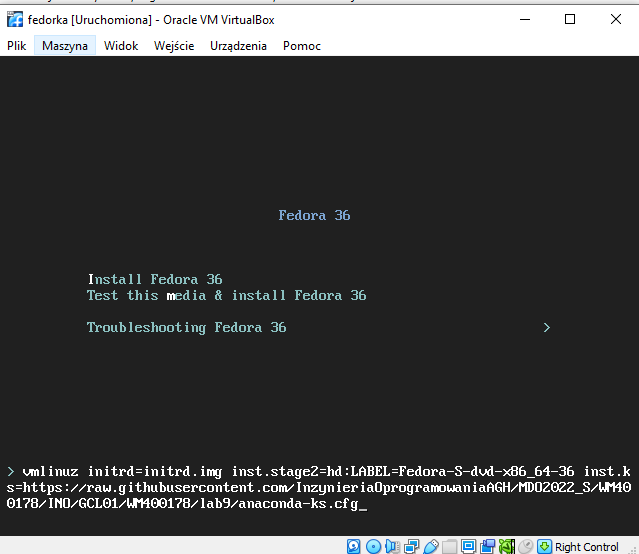 fedorka [Uruchomiona] - Oracle VM VirtualBox
Plik Maszyna Widok Wejście Urządzenia Pomoc
Fedora 36
Install Fedora 36
Test this media & install Fedora 36
Troubleshooting Fedora 36 >
> vmlinuz initrd=initrd.img inst.stage2=hd:LABEL=Fedora-S-dvd-x86_64-36 inst.k
s=https://raw.githubusercontent.com/InzynieriaOprogramowaniaAGH/MDO2022_S/WM40
0178/INO/GCL01/WM400178/lab9/anaconda-ks.cfg_
Right Control